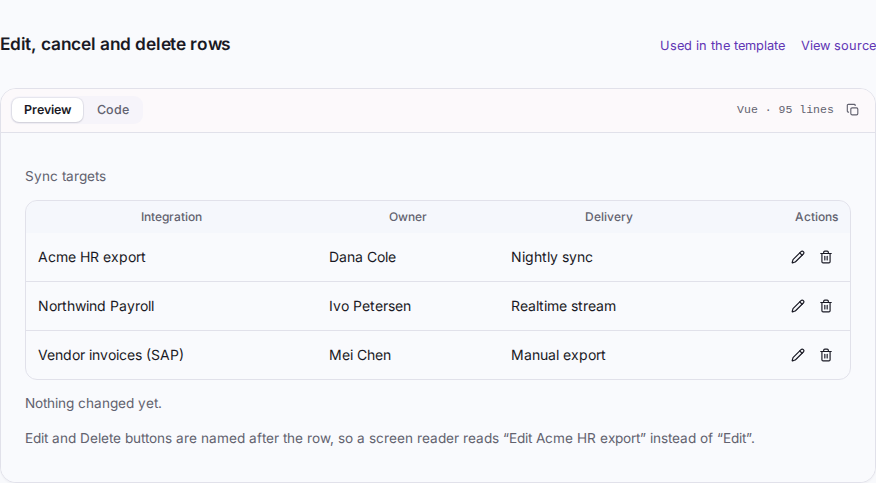 Edit, cancel and delete rows
Used in the template View source
Preview Code
Vue · 95 lines
Sync targets
Integration Owner Delivery Actions
Acme HR export Dana Cole Nightly sync
Northwind Payroll Ivo Petersen Realtime stream
Vendor invoices (SAP) Mei Chen Manual export
Nothing changed yet.
Edit and Delete buttons are named after the row, so a screen reader reads “Edit Acme HR export” instead of “Edit”.